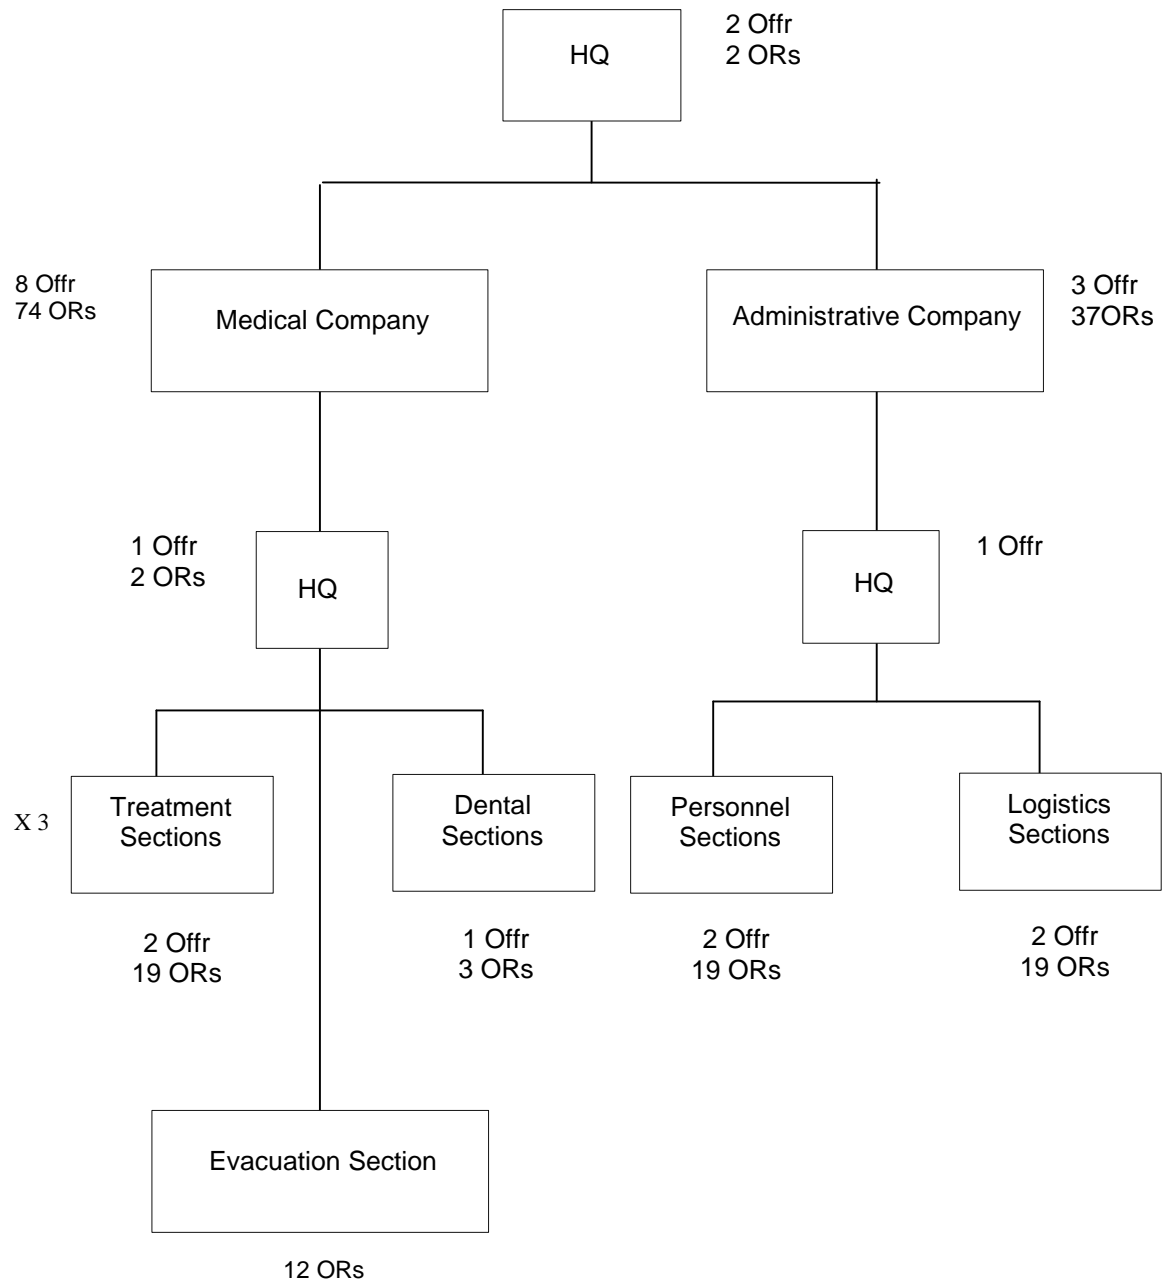 2 Offr
2 ORs
HQ
8 Offr
74 ORs
Medical Company
Administrative Company
3 Offr
37ORs
1 Offr
2 ORs
HQ
HQ
1 Offr
X 3
Treatment
Sections
Dental
Sections
Personnel
Sections
Logistics
Sections
2 Offr
19 ORs
1 Offr
3 ORs
2 Offr
19 ORs
2 Offr
19 ORs
Evacuation Section
12 ORs